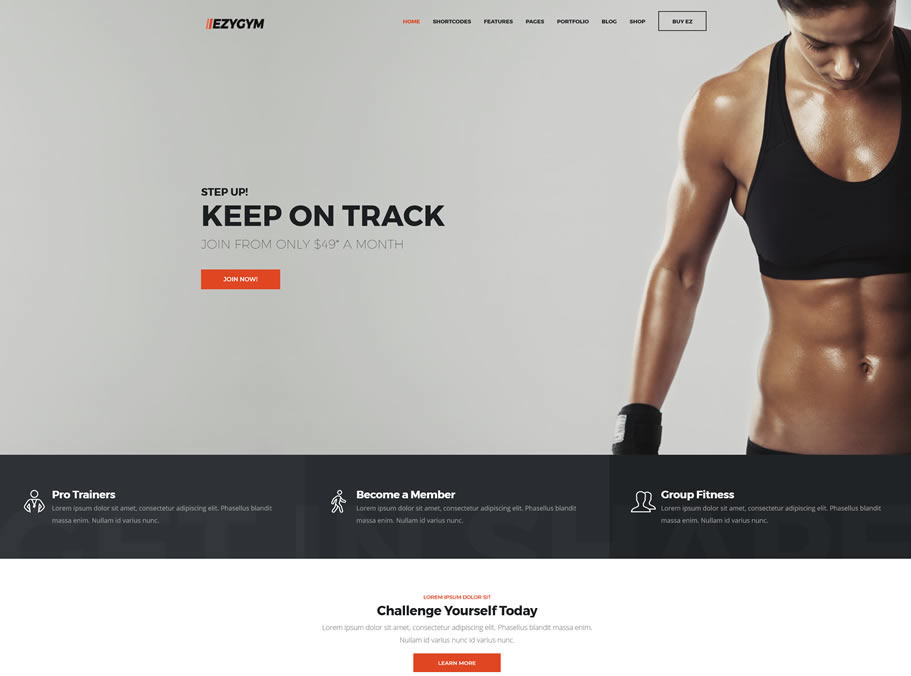 EZYGYM
HOME SHORTCODES FEATURES PAGES PORTFOLIO BLOG SHOP BUY EZ
STEP UP!
KEEP ON TRACK
JOIN FROM ONLY $49* A MONTH
JOIN NOW!
Pro Trainers
Lorem ipsum dolor sit amet, consectetur adipiscing elit. Phasellus blandit
massa enim. Nullam id varius nunc.
Become a Member
Lorem ipsum dolor sit amet, consectetur adipiscing elit. Phasellus blandit
massa enim. Nullam id varius nunc.
Group Fitness
Lorem ipsum dolor sit amet, consectetur adipiscing elit. Phasellus blandit
massa enim. Nullam id varius nunc.
GET IN SHAPE
LOREM IPSUM DOLOR SIT
Challenge Yourself Today
Lorem ipsum dolor sit amet, consectetur adipiscing elit. Phasellus blandit massa enim.
Nullam id varius nunc id varius nunc.
LEARN MORE